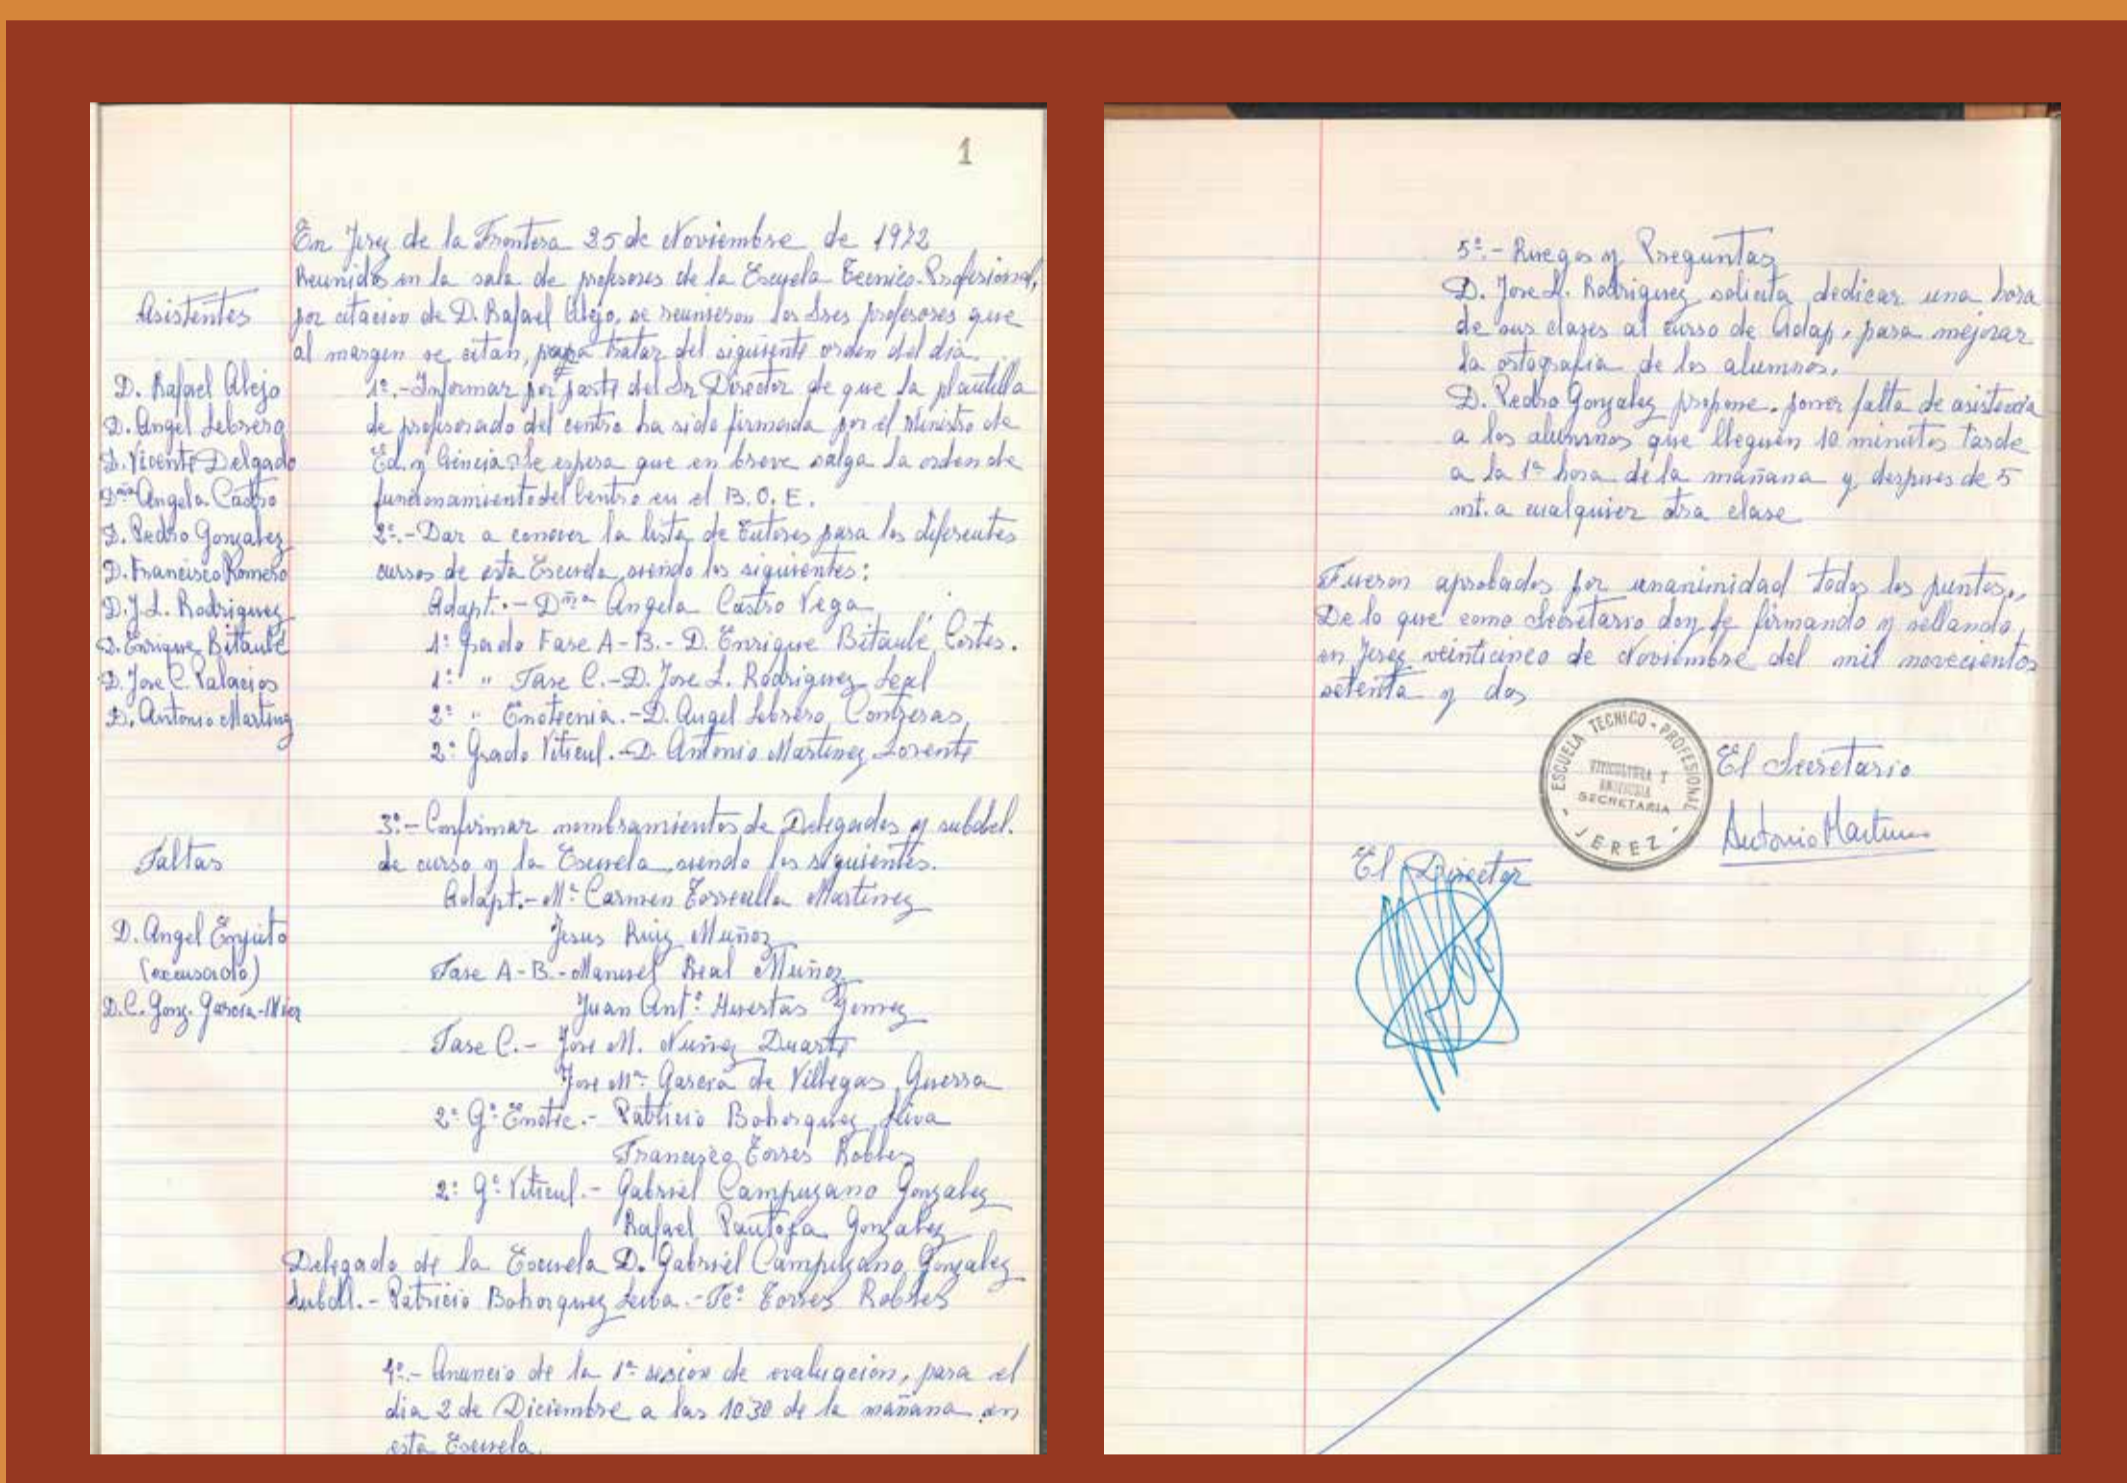 1
En Jerez de la Frontera 25 de Noviembre de 1972
Reunidos en la sala de profesores de la Escuela Tecnico-Profesional,
por citacion de D. Rafael Alejo, se reunieron los Sres profesores que
al margen se citan, para tratar del siguiente orden del dia.
Asistentes
D. Rafael Alejo
D. Angel Lebrero
D. Vicente Delgado
Dña Angela Castro
D. Pedro Gonzalez
D. Francisco Romero
D. J. L. Rodriguez
D. Enrique Bitaubé
D. Jose C. Palacios
D. Antonio Martinez
Faltas
D. Angel
(excusado)
D. C. Gonz. Garcia-Mier
1º.- Informar por parte del Sr Director de que la plantilla
de profesorado del centro ha sido firmada por el Ministro de
Ed. y Ciencia. Se espera que en breve salga la orden de
funcionamiento del Centro en el B.O.E.
2º.- Dar a conocer la lista de Tutores para los diferentes
cursos de esta Escuela, siendo los siguientes:
Adapt.- Dña Angela Castro Vega
1º Grado Fase A-B.- D. Enrique Bitaubé Cortés.
1º " Fase C.- D. Jose L. Rodriguez Leal
2º " Enotecnia.- D. Angel Lebrero Contreras,
2º Grado Viticul.- D. Antonio Martinez Lorente
3º- Confirmar nombramientos de Delegados y subdel.
de curso y la Escuela, siendo los siguientes.
Adapt.- Mª Carmen Torrecilla Martinez
Jesus Ruiz Muñoz
Fase A-B.- Manuel Real Muñoz
Juan Antº Huertas Gomez
Fase C.- Jose M. Nuñez Duarte
Jose Mª Garcia de Villegas Guerra
2º Gº Enotec.- Patricio Bohorquez Leiva
Francisco Torres Robles
2º Gº Viticul.- Gabriel Campuzano Gonzalez
Rafael Pantoja Gonzalez
Delegado de la Escuela D. Gabriel Campuzano Gonzalez
Subdl.- Patricio Bohorquez Leiva.- Fcº Torres Robles
4º.- Anuncio de la 1ª sesion de evaluacion, para el
dia 2 de Diciembre a las 10 30 de la mañana en
esta Escuela.
5º.- Ruegos y Preguntas
D. Jose L. Rodriguez solicita dedicar una hora
de sus clases al curso de Adap, para mejorar
la ortografia de los alumnos.
D. Pedro Gonzalez propone, poner falta de asistencia
a los alumnos que lleguen 10 minutos tarde
a la 1ª hora de la mañana y despues de 5
mt. a cualquier otra clase
Fueron aprobados por unanimidad todos los puntos.
De lo que como Secretario doy fe firmando y sellando,
en Jerez veinticinco de Noviembre del mil novecientos
setenta y dos
ESCUELA TECNICO-PROFESIONAL
VITICULTURA Y
ENOTECNIA
SECRETARIA
- JEREZ -
El Secretario
Antonio Martinez
El Director